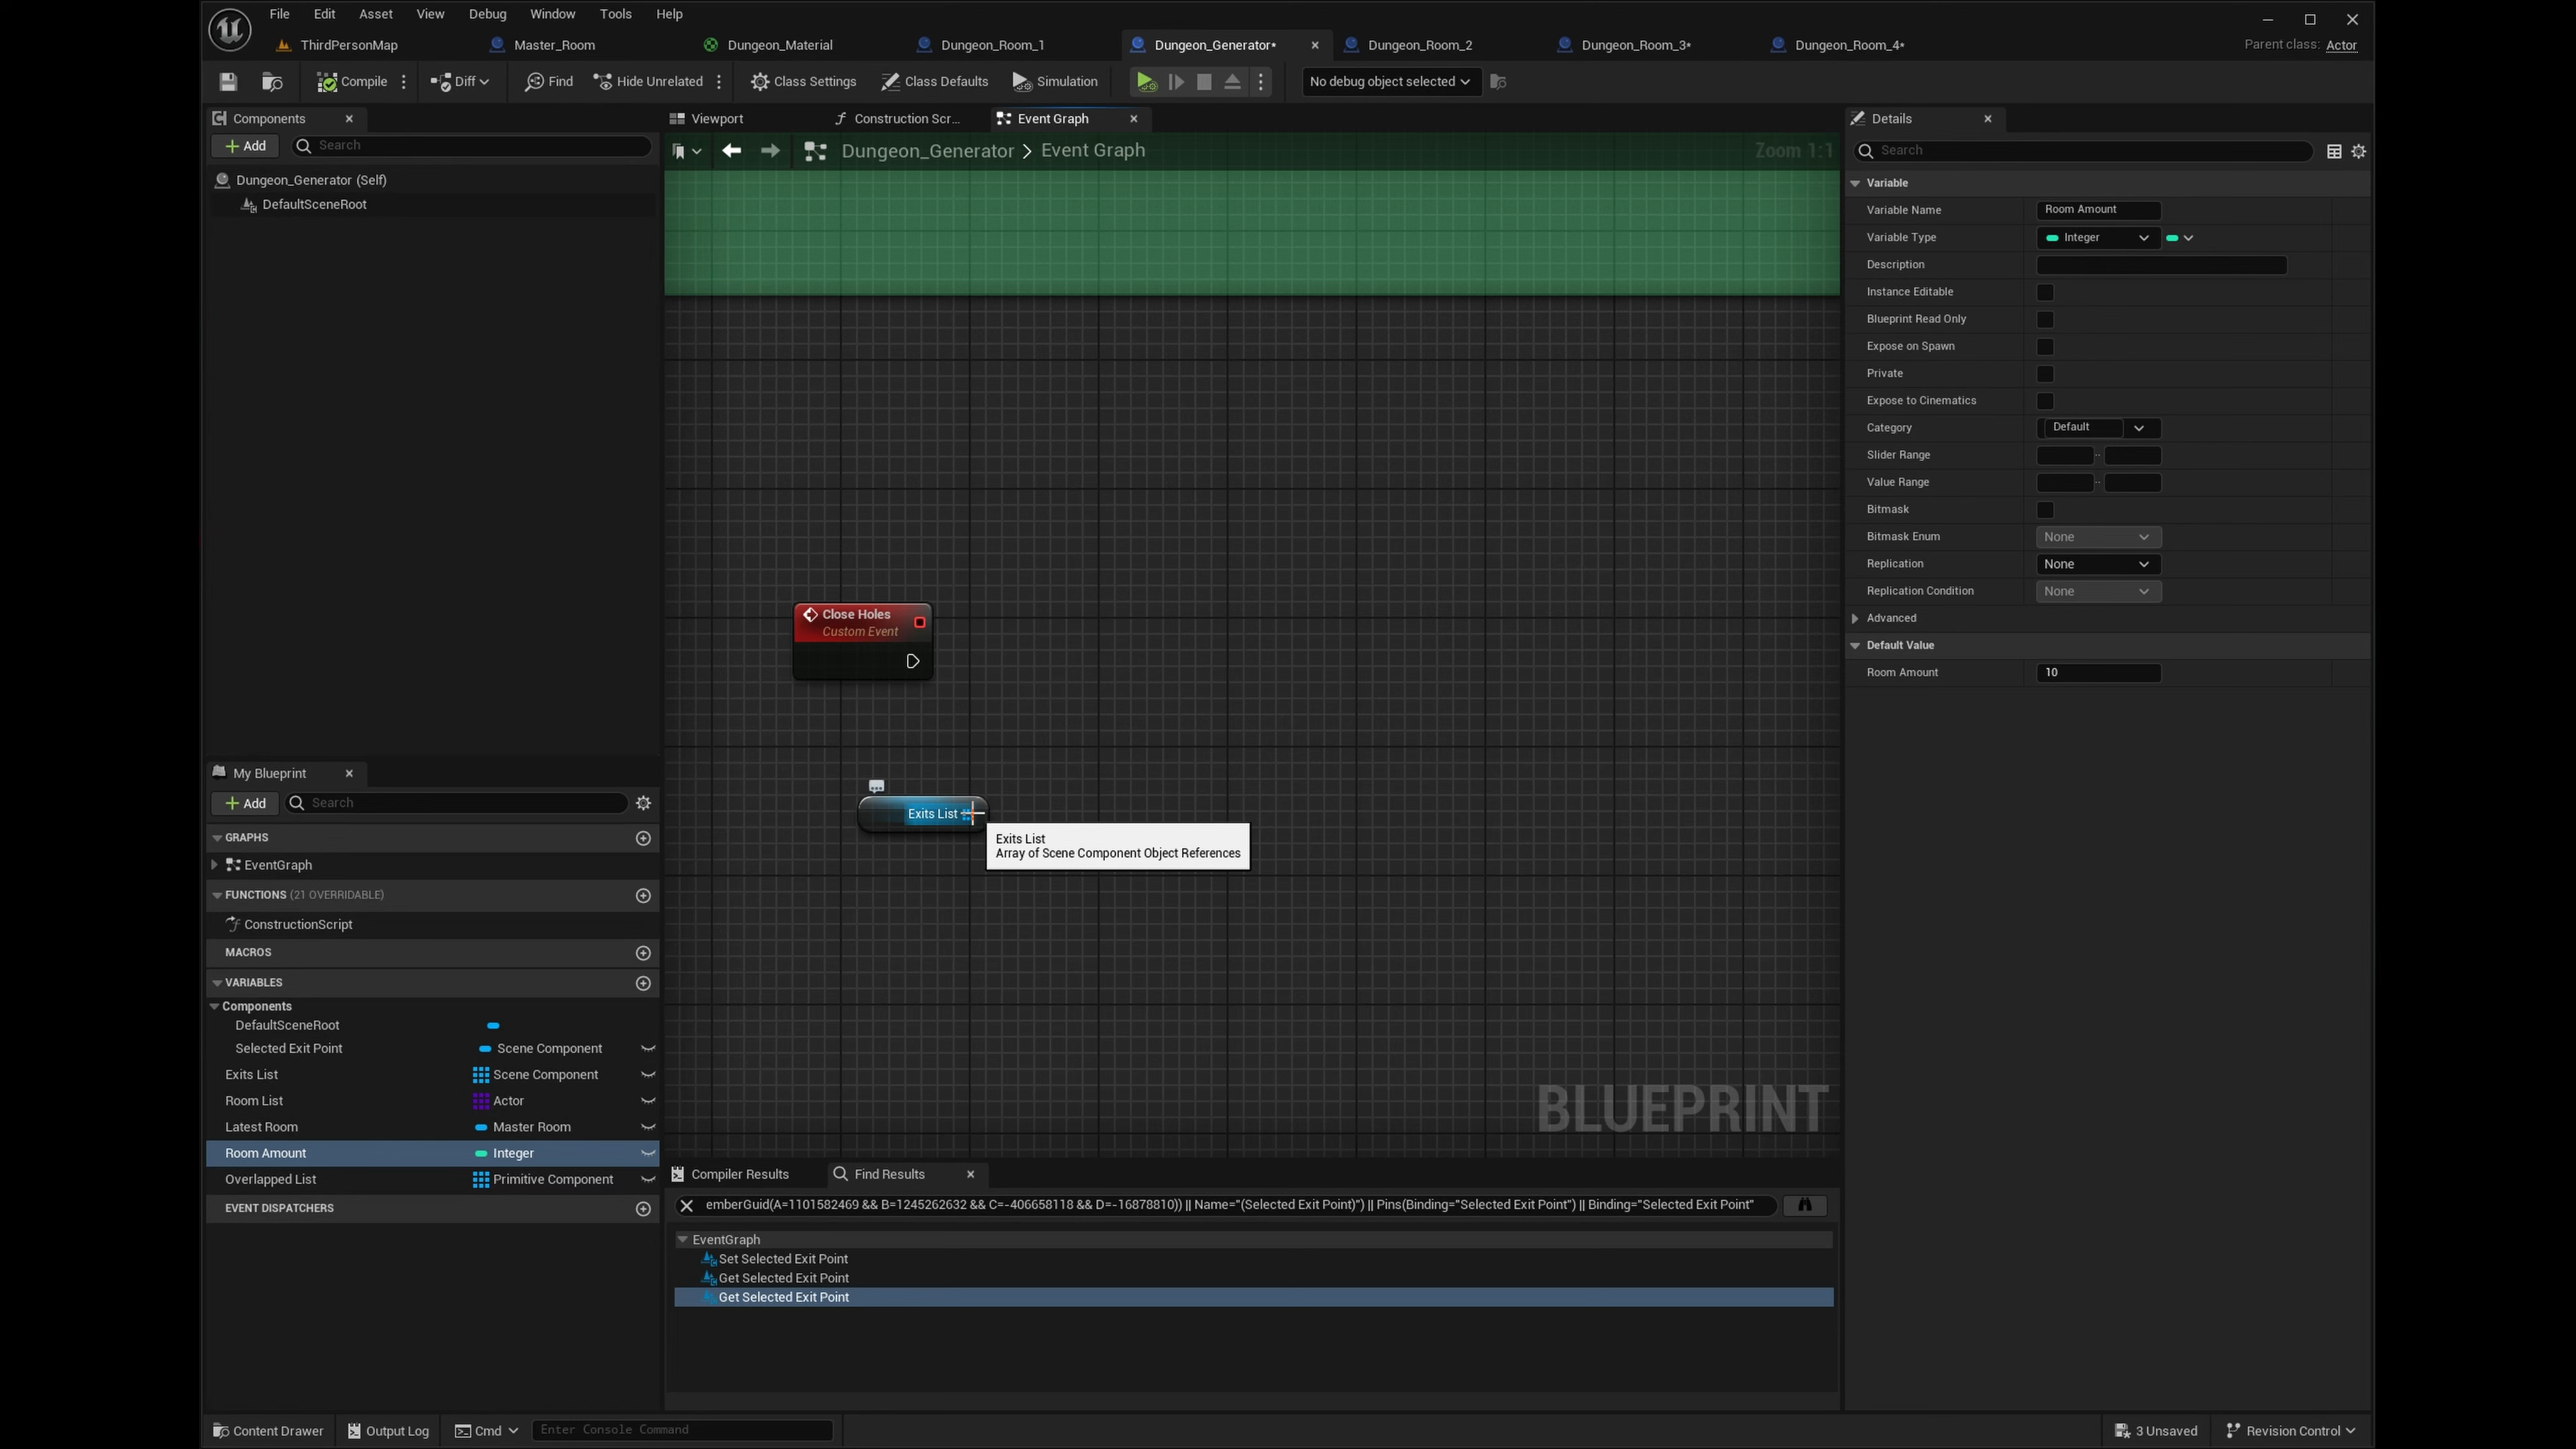 File Edit Asset View Debug Window Tools Help
ThirdPersonMap Master_Room Dungeon_Material Dungeon_Room_1 Dungeon_Generator* Dungeon_Room_2 Dungeon_Room_3* Dungeon_Room_4* Parent class: Actor
Compile Diff Find Hide Unrelated Class Settings Class Defaults Simulation No debug object selected
Components
Add Search
Dungeon_Generator (Self)
DefaultSceneRoot
Viewport Construction Scr... Event Graph
Dungeon_Generator > Event Graph Zoom 1:1
Close Holes
Custom Event
Exits List
Exits List
Array of Scene Component Object References
BLUEPRINT
My Blueprint
Add Search
GRAPHS
EventGraph
FUNCTIONS (21 OVERRIDABLE)
ConstructionScript
MACROS
VARIABLES
Components
DefaultSceneRoot
Selected Exit Point Scene Component
Exits List Scene Component
Room List Actor
Latest Room Master Room
Room Amount Integer
Overlapped List Primitive Component
EVENT DISPATCHERS
Compiler Results Find Results
emberGuid(A=1101582469 && B=1245262632 && C=-406658118 && D=-16878810)) || Name="(Selected Exit Point)") || Pins(Binding="Selected Exit Point") || Binding="Selected Exit Point"
EventGraph
Set Selected Exit Point
Get Selected Exit Point
Get Selected Exit Point
Details
Search
Variable
Variable Name Room Amount
Variable Type Integer
Description
Instance Editable
Blueprint Read Only
Expose on Spawn
Private
Expose to Cinematics
Category Default
Slider Range
Value Range
Bitmask
Bitmask Enum None
Replication None
Replication Condition None
Advanced
Default Value
Room Amount 10
Content Drawer Output Log Cmd Enter Console Command 3 Unsaved Revision Control